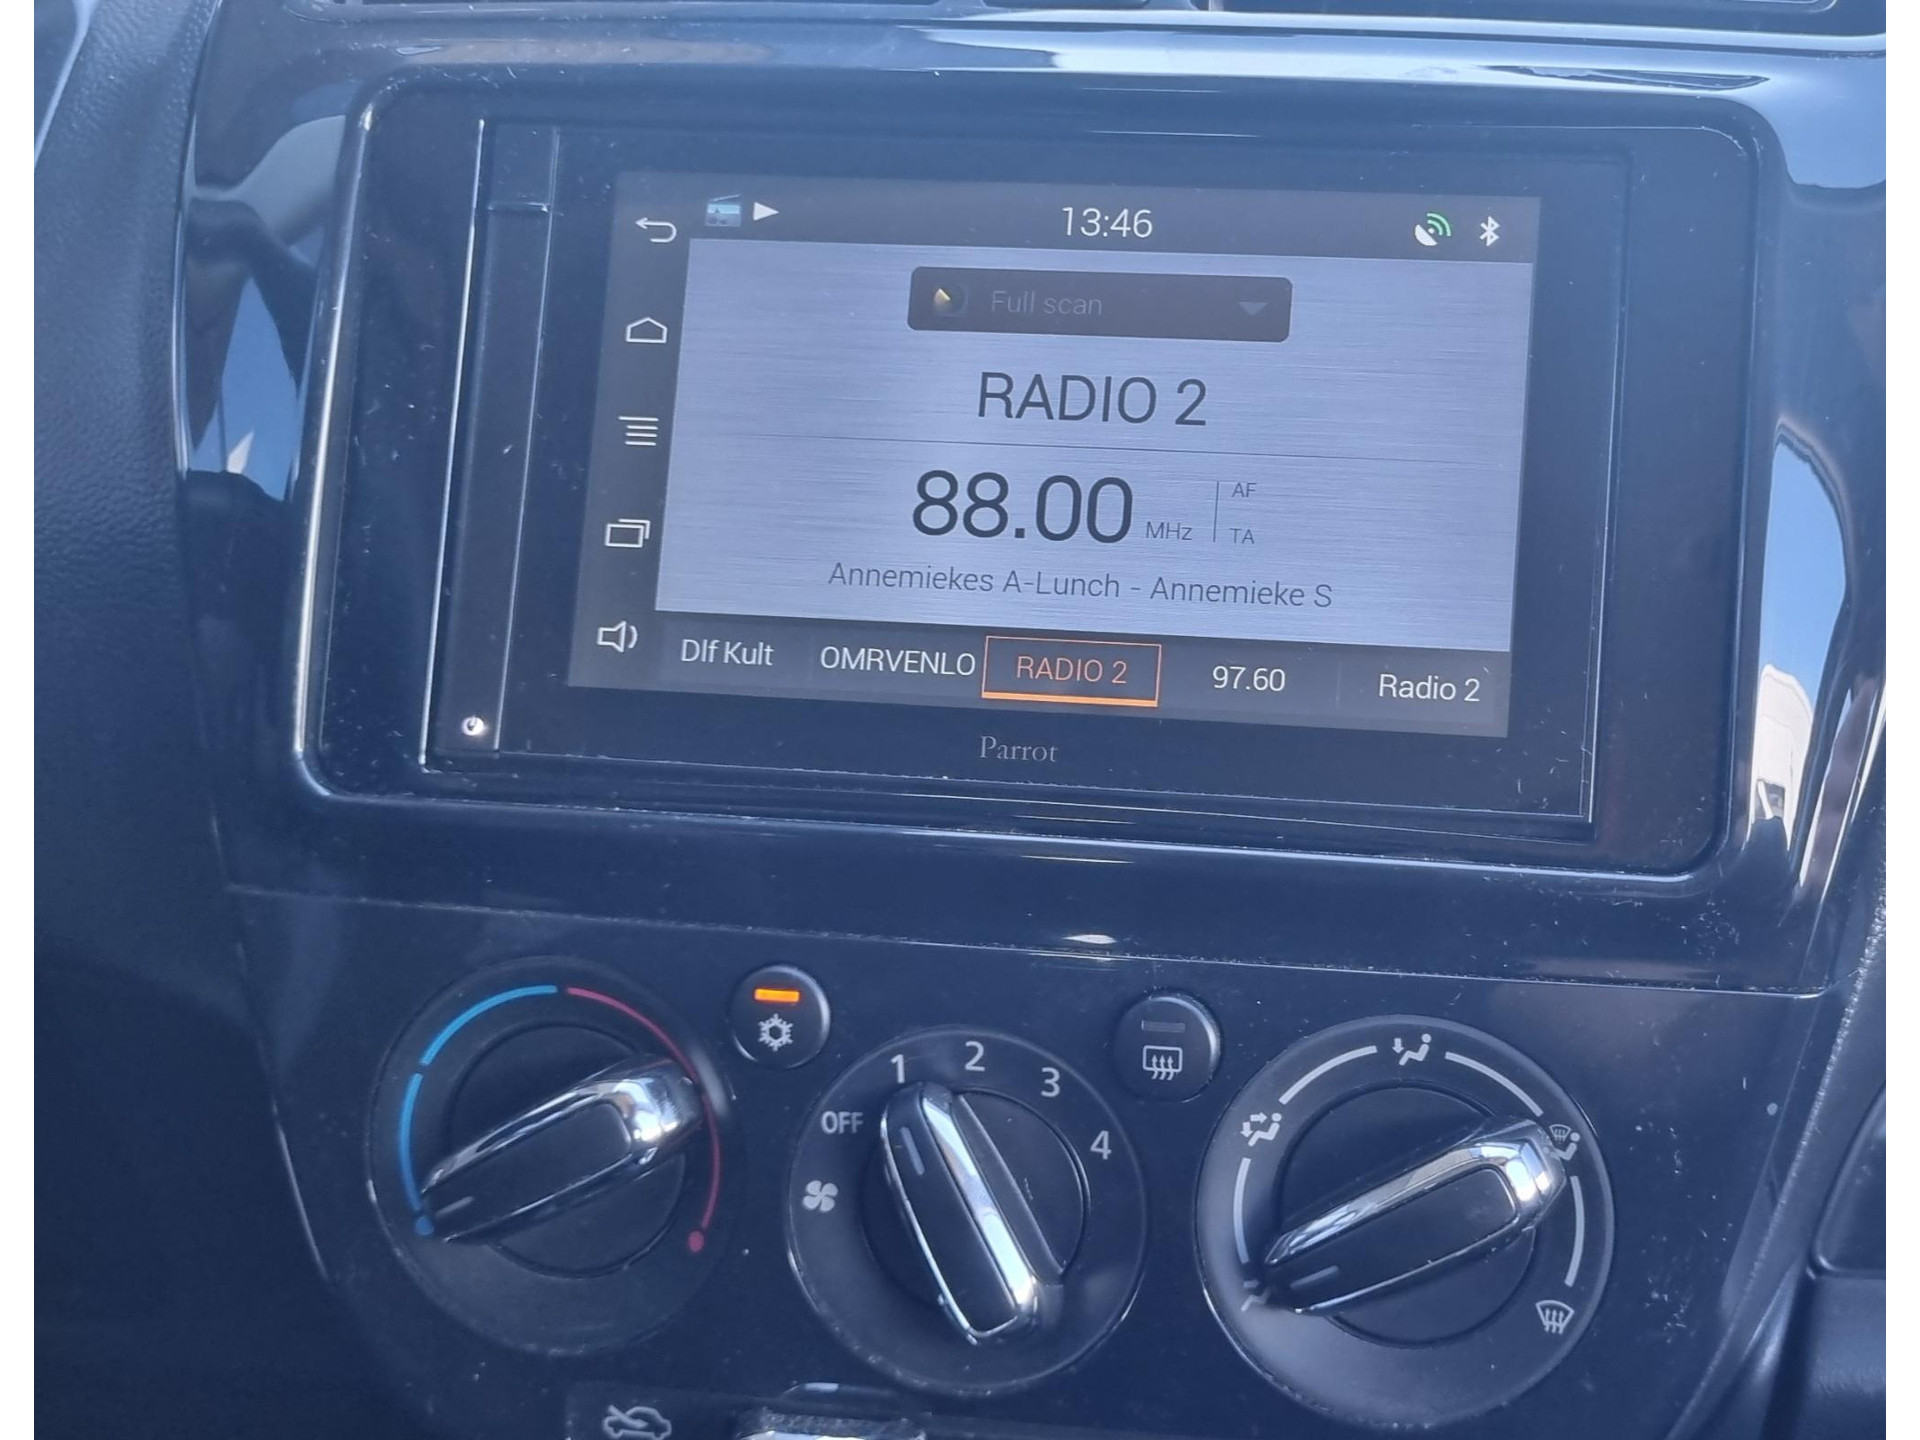 13:46
Full scan
RADIO 2
88.00 MHz AF TA
Annemiekes A-Lunch - Annemieke S
Dlf Kult OMRVENLO RADIO 2 97.60 Radio 2
Parrot
OFF 1 2 3 4